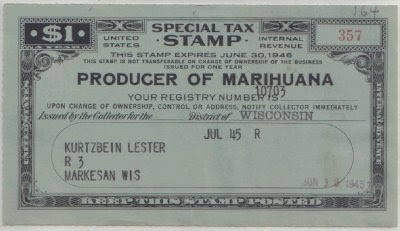 164
$1 A YEAR
SPECIAL TAX
UNITED STATES STAMP INTERNAL REVENUE
357
THIS STAMP EXPIRES JUNE 30, 1946
THIS STAMP IS NOT TRANSFERABLE ON CHANGE OF OWNERSHIP OF THE BUSINESS
ISSUED FOR ONE YEAR
PRODUCER OF MARIHUANA
YOUR REGISTRY NUMBER IS 10703
UPON CHANGE OF OWNERSHIP, CONTROL OR ADDRESS, NOTIFY COLLECTOR IMMEDIATELY
Issued by the Collector for the District of WISCONSIN
JUL 45 R
KURTZBEIN LESTER
R 3
MARKESAN WIS
1945
KEEP THIS STAMP POSTED